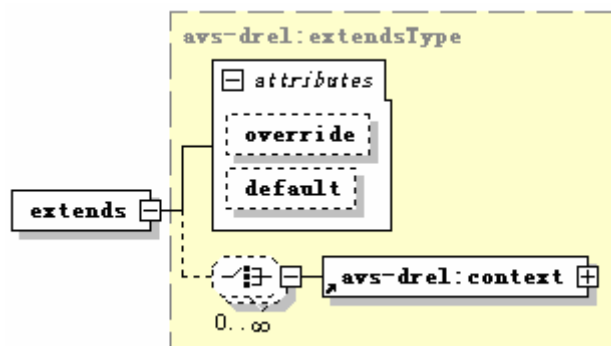 avs-drel:extendsType
attributes
override
default
extends
avs-drel:context
0..∞